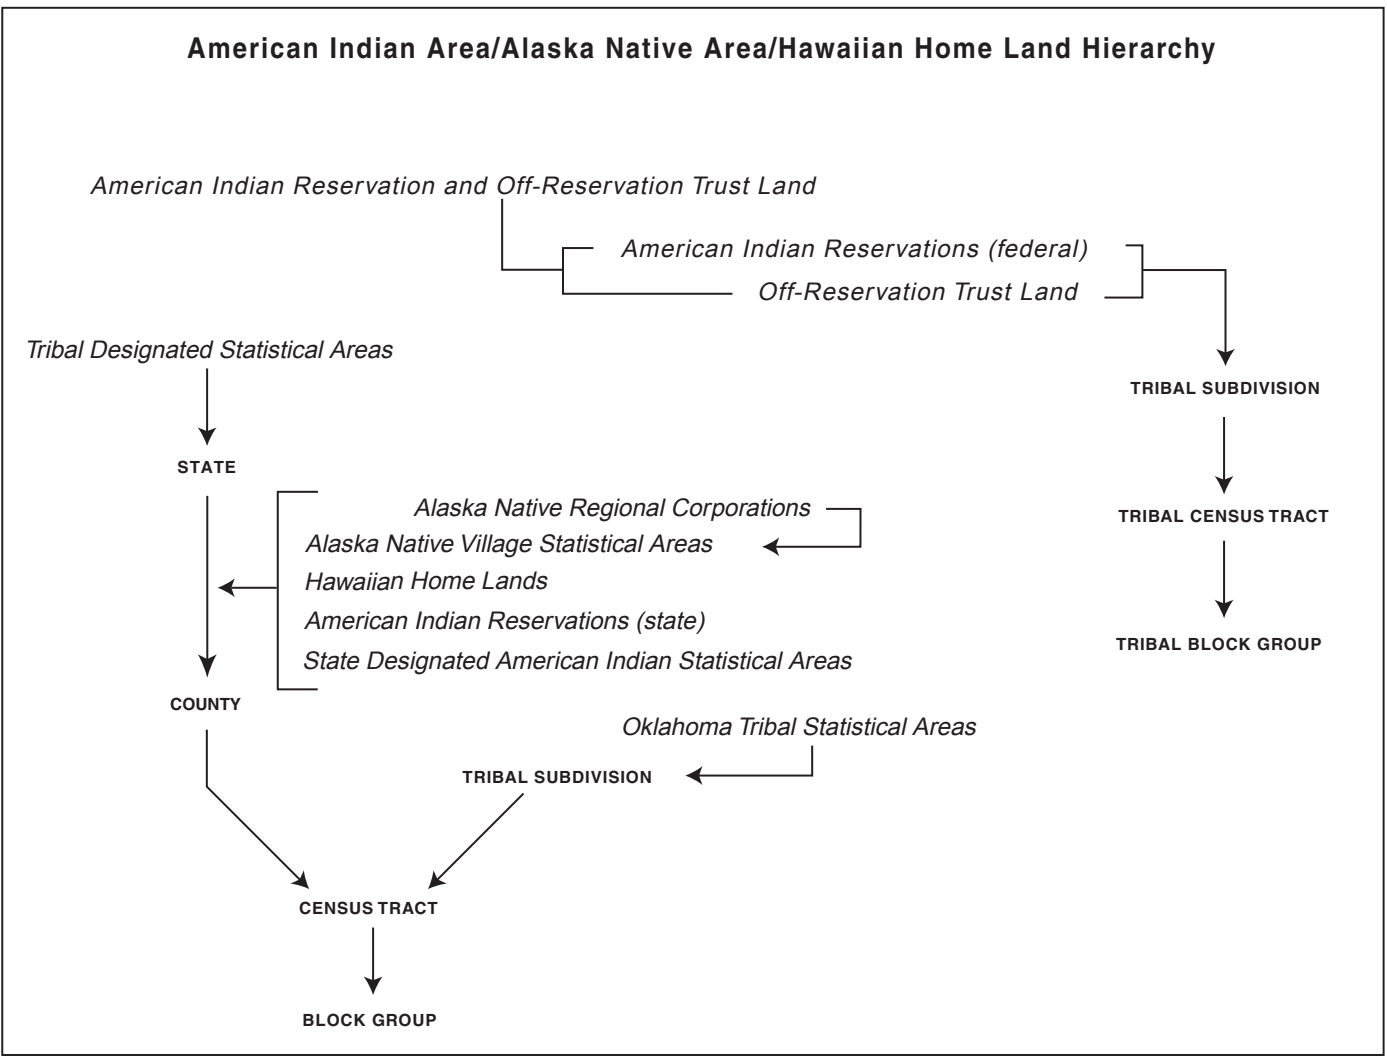 American Indian Area/Alaska Native Area/Hawaiian Home Land Hierarchy
American Indian Reservation and Off-Reservation Trust Land
American Indian Reservations (federal)
Off-Reservation Trust Land
Tribal Designated Statistical Areas
TRIBAL SUBDIVISION
STATE
Alaska Native Regional Corporations
TRIBAL CENSUS TRACT
Alaska Native Village Statistical Areas
Hawaiian Home Lands
American Indian Reservations (state)
TRIBAL BLOCK GROUP
State Designated American Indian Statistical Areas
COUNTY
Oklahoma Tribal Statistical Areas
TRIBAL SUBDIVISION
CENSUS TRACT
BLOCK GROUP